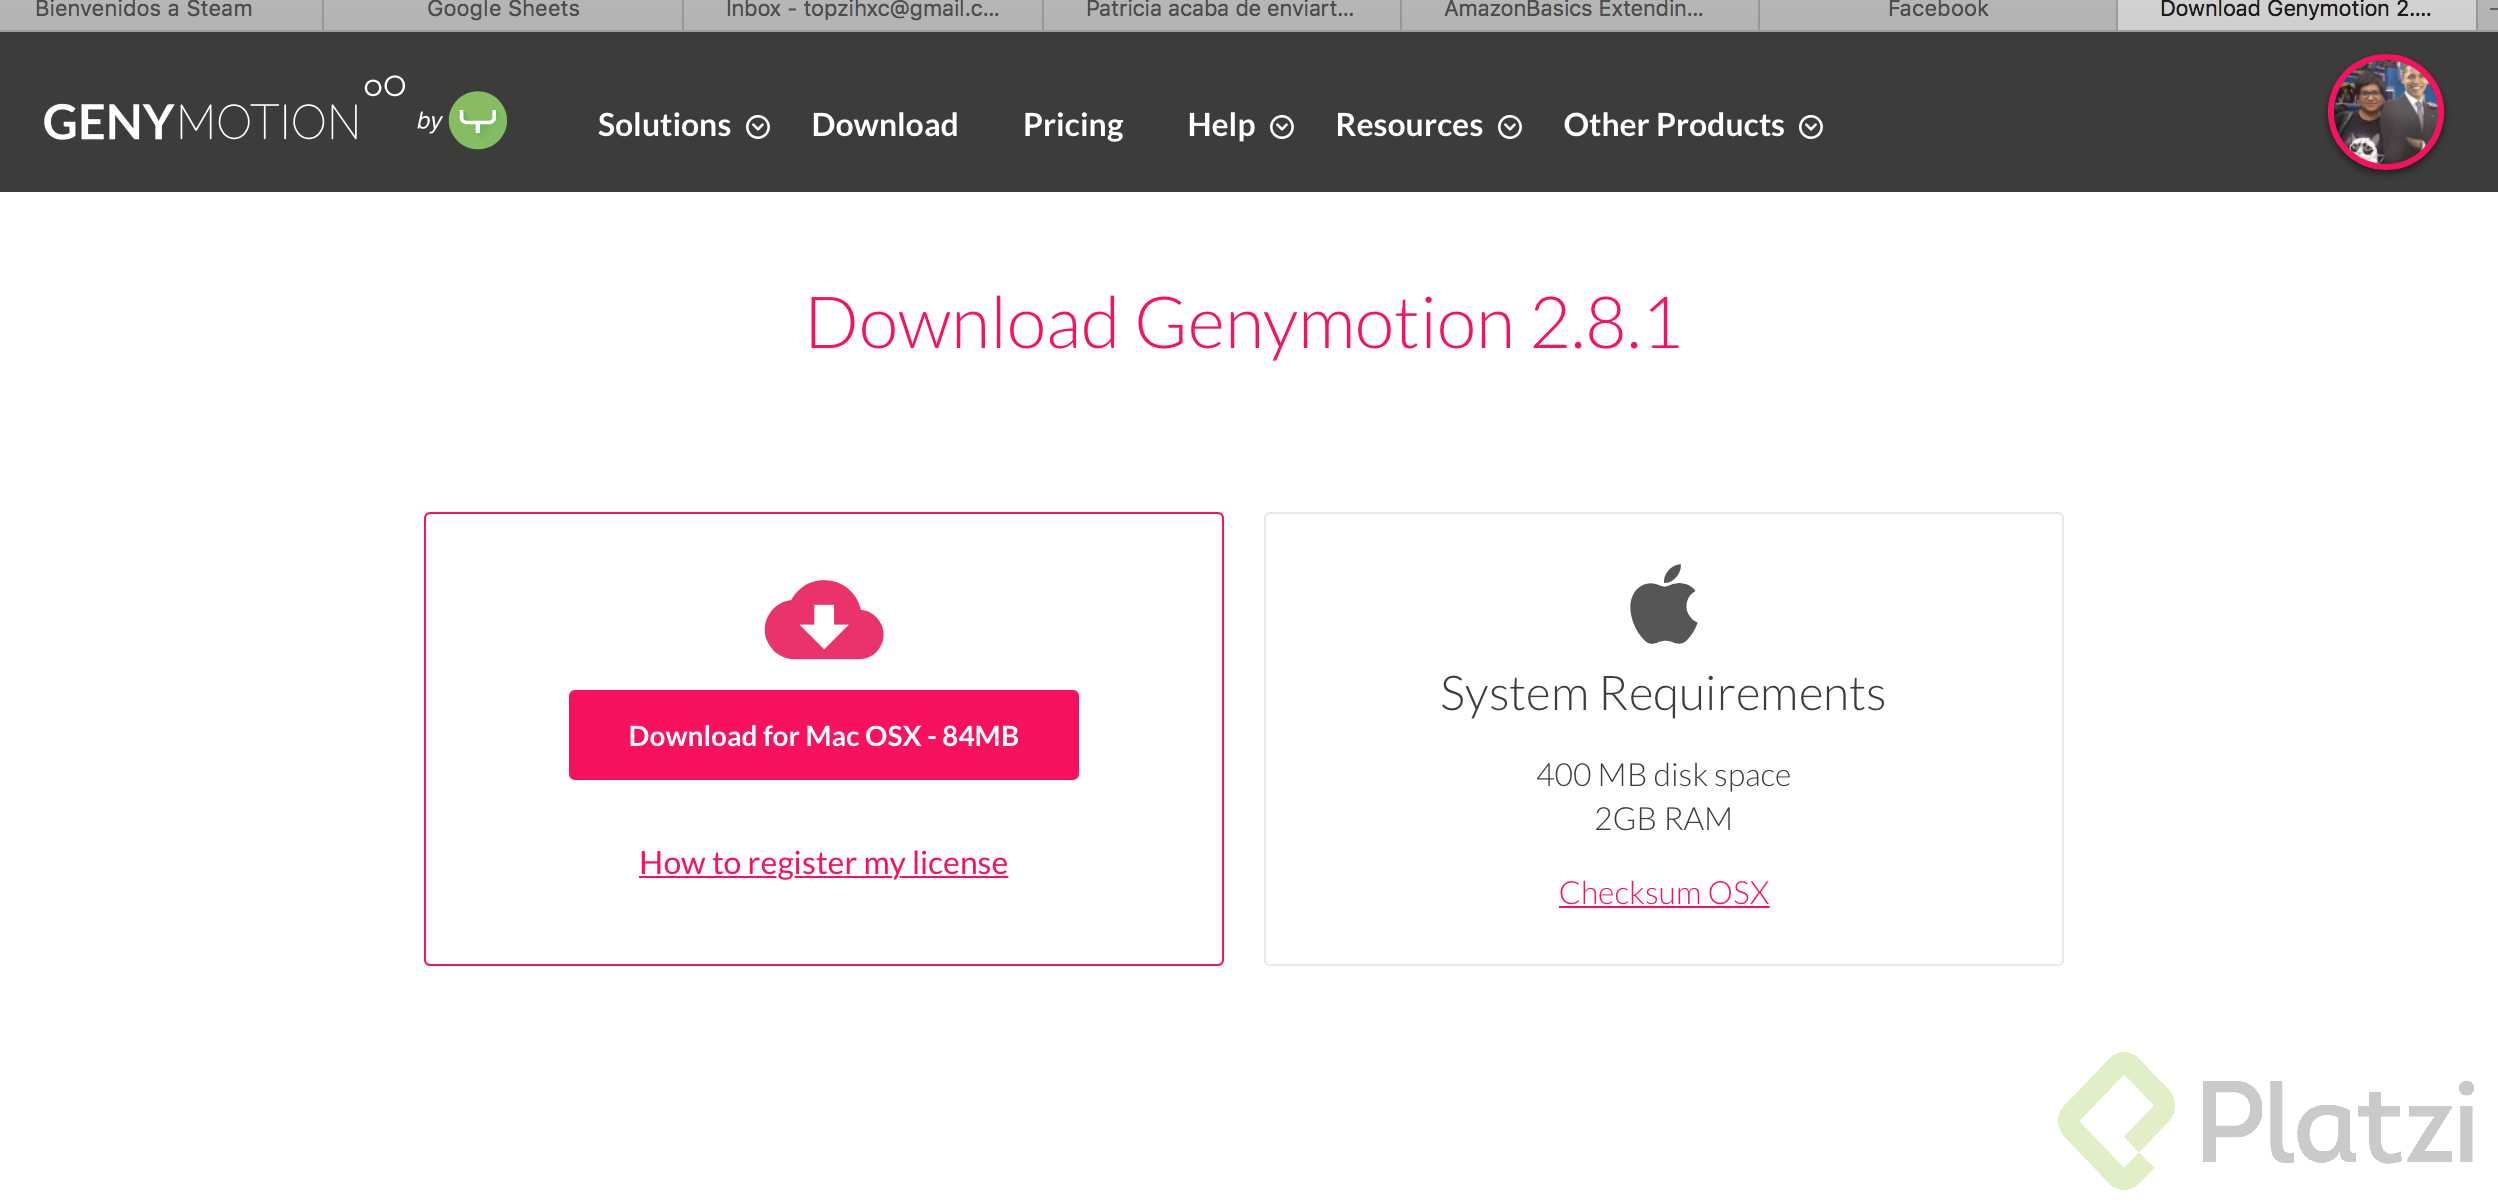 Bienvenidos a Steam
Google Sheets
Inbox - topzihxc@gmail.c...
Patrícia acaba de enviart...
AmazonBasics Extendin...
Facebook
Download Genymotion 2....
GENYMOTION by
Solutions
Download
Pricing
Help
Resources
Other Products
Download Genymotion 2.8.1
Download for Mac OSX - 84MB
How to register my license
System Requirements
400 MB disk space
2GB RAM
Checksum OSX
Platzi